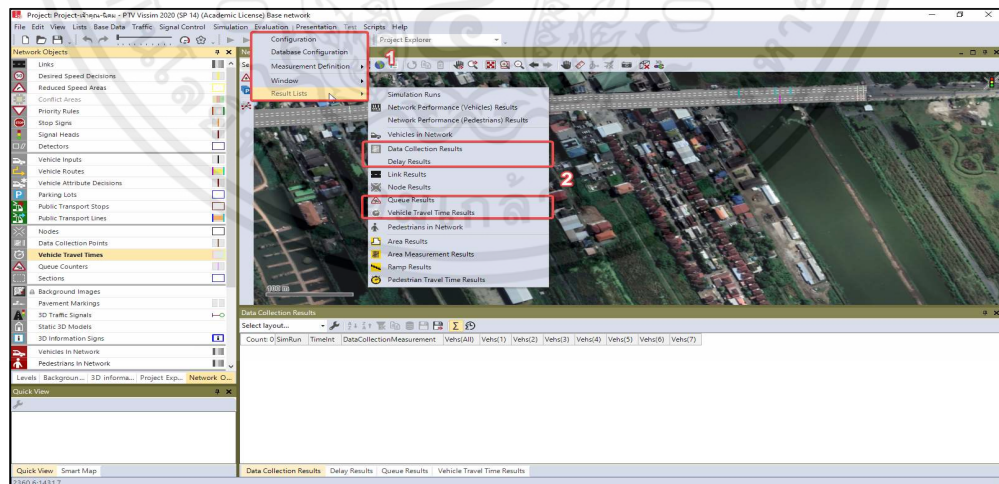 Project: Project-เจ้าคุณ-นิคม - PTV Vissim 2020 (SP 14) (Academic License) Base network
File Edit View Lists Base Data Traffic Signal Control Simulation Evaluation Presentation Test Scripts Help
Project Explorer
Network Objects
Links
Desired Speed Decisions
Reduced Speed Areas
Conflict Areas
Priority Rules
Stop Signs
Signal Heads
Detectors
Vehicle Inputs
Vehicle Routes
Vehicle Attribute Decisions
Parking Lots
Public Transport Stops
Public Transport Lines
Nodes
Data Collection Points
Vehicle Travel Times
Queue Counters
Sections
Background Images
Pavement Markings
3D Traffic Signals
Static 3D Models
3D Information Signs
Vehicles In Network
Pedestrians In Network
Levels Backgroun... 3D informa... Project Exp... Network O...
Quick View
Quick View Smart Map
2360.6:1431.7
Configuration
Database Configuration
Measurement Definition
Window
Result Lists
1
Simulation Runs
Network Performance (Vehicles) Results
Network Performance (Pedestrians) Results
Vehicles in Network
Data Collection Results
Delay Results
Link Results
Node Results
Queue Results
Vehicle Travel Time Results
Pedestrians in Network
Area Results
Area Measurement Results
Ramp Results
Pedestrian Travel Time Results
2
100 m
Data Collection Results
Select layout...
Count: 0 SimRun TimeInt DataCollectionMeasurement Vehs(All) Vehs(1) Vehs(2) Vehs(3) Vehs(4) Vehs(5) Vehs(6) Vehs(7)
Data Collection Results Delay Results Queue Results Vehicle Travel Time Results